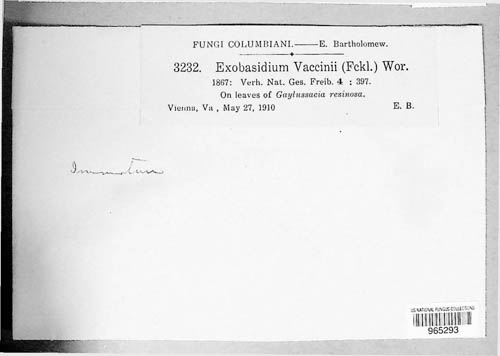 FUNGI COLUMBIANI.—E. Bartholomew.
3232. Exobasidium Vaccinii (Fckl.) Wor.
1867: Verh. Nat. Ges. Freib. 4 : 397.
On leaves of Gaylussacia resinosa.
Vienna, Va , May 27, 1910 E. B.
US NATIONAL FUNGUS COLLECTIONS
965293